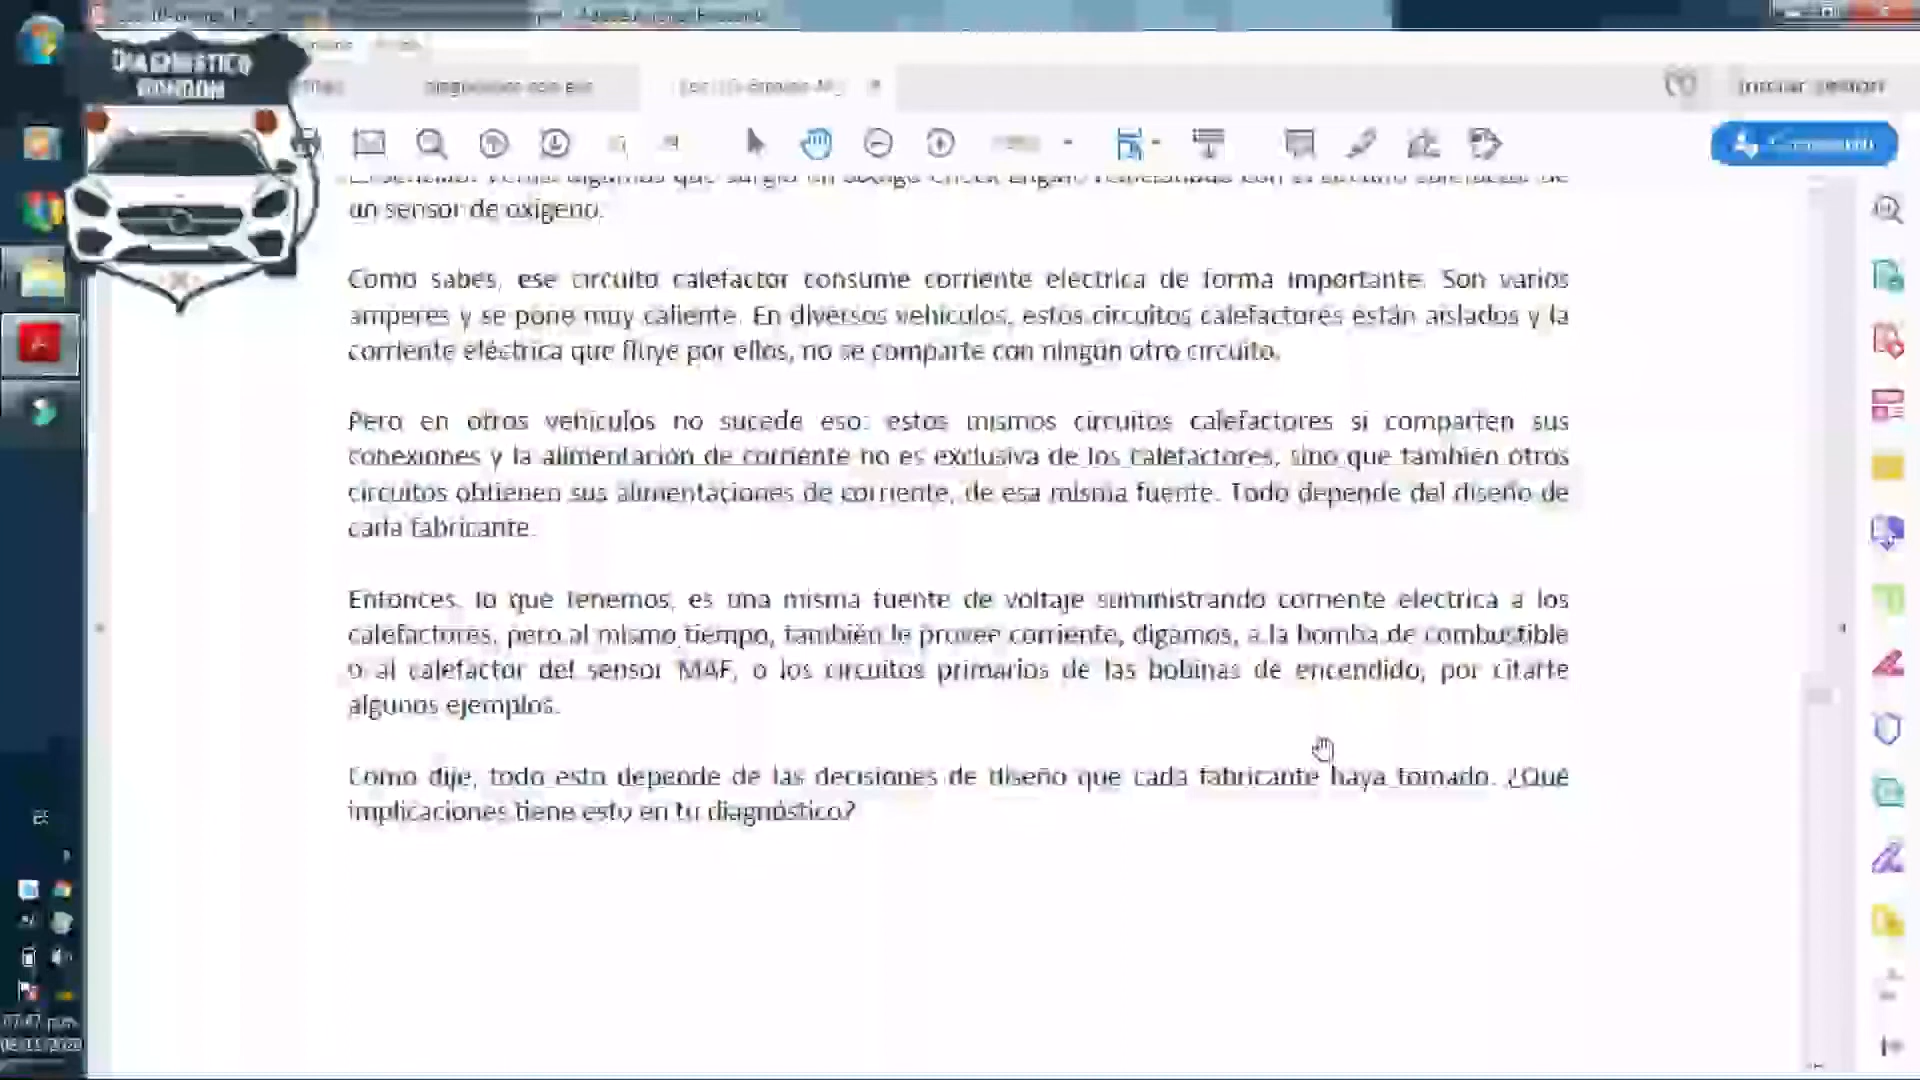 DIAGNOSTICO
un sensor de oxígeno.
Como sabes, ese circuito calefactor consume corriente eléctrica de forma importante. Son varios
amperes y se pone muy caliente. En diversos vehículos, estos circuitos calefactores están aislados y la
corriente eléctrica que fluye por ellos, no se comparte con ningún otro circuito.
Pero en otros vehículos no sucede eso: estos mismos circuitos calefactores si comparten sus
conexiones y la alimentación de corriente no es exclusiva de los calefactores, sino que también otros
circuitos obtienen sus alimentaciones de corriente, de esa misma fuente. Todo depende del diseño de
cada fabricante.
Entonces, lo que tenemos, es una misma fuente de voltaje suministrando corriente eléctrica a los
calefactores, pero al mismo tiempo, también le provee corriente, digamos, a la bomba de combustible
o al calefactor del sensor MAF, o los circuitos primarios de las bobinas de encendido, por citarte
algunos ejemplos.
Como dije, todo esto depende de las decisiones de diseño que cada fabricante haya tomado. ¿Qué
implicaciones tiene esto en tu diagnóstico?